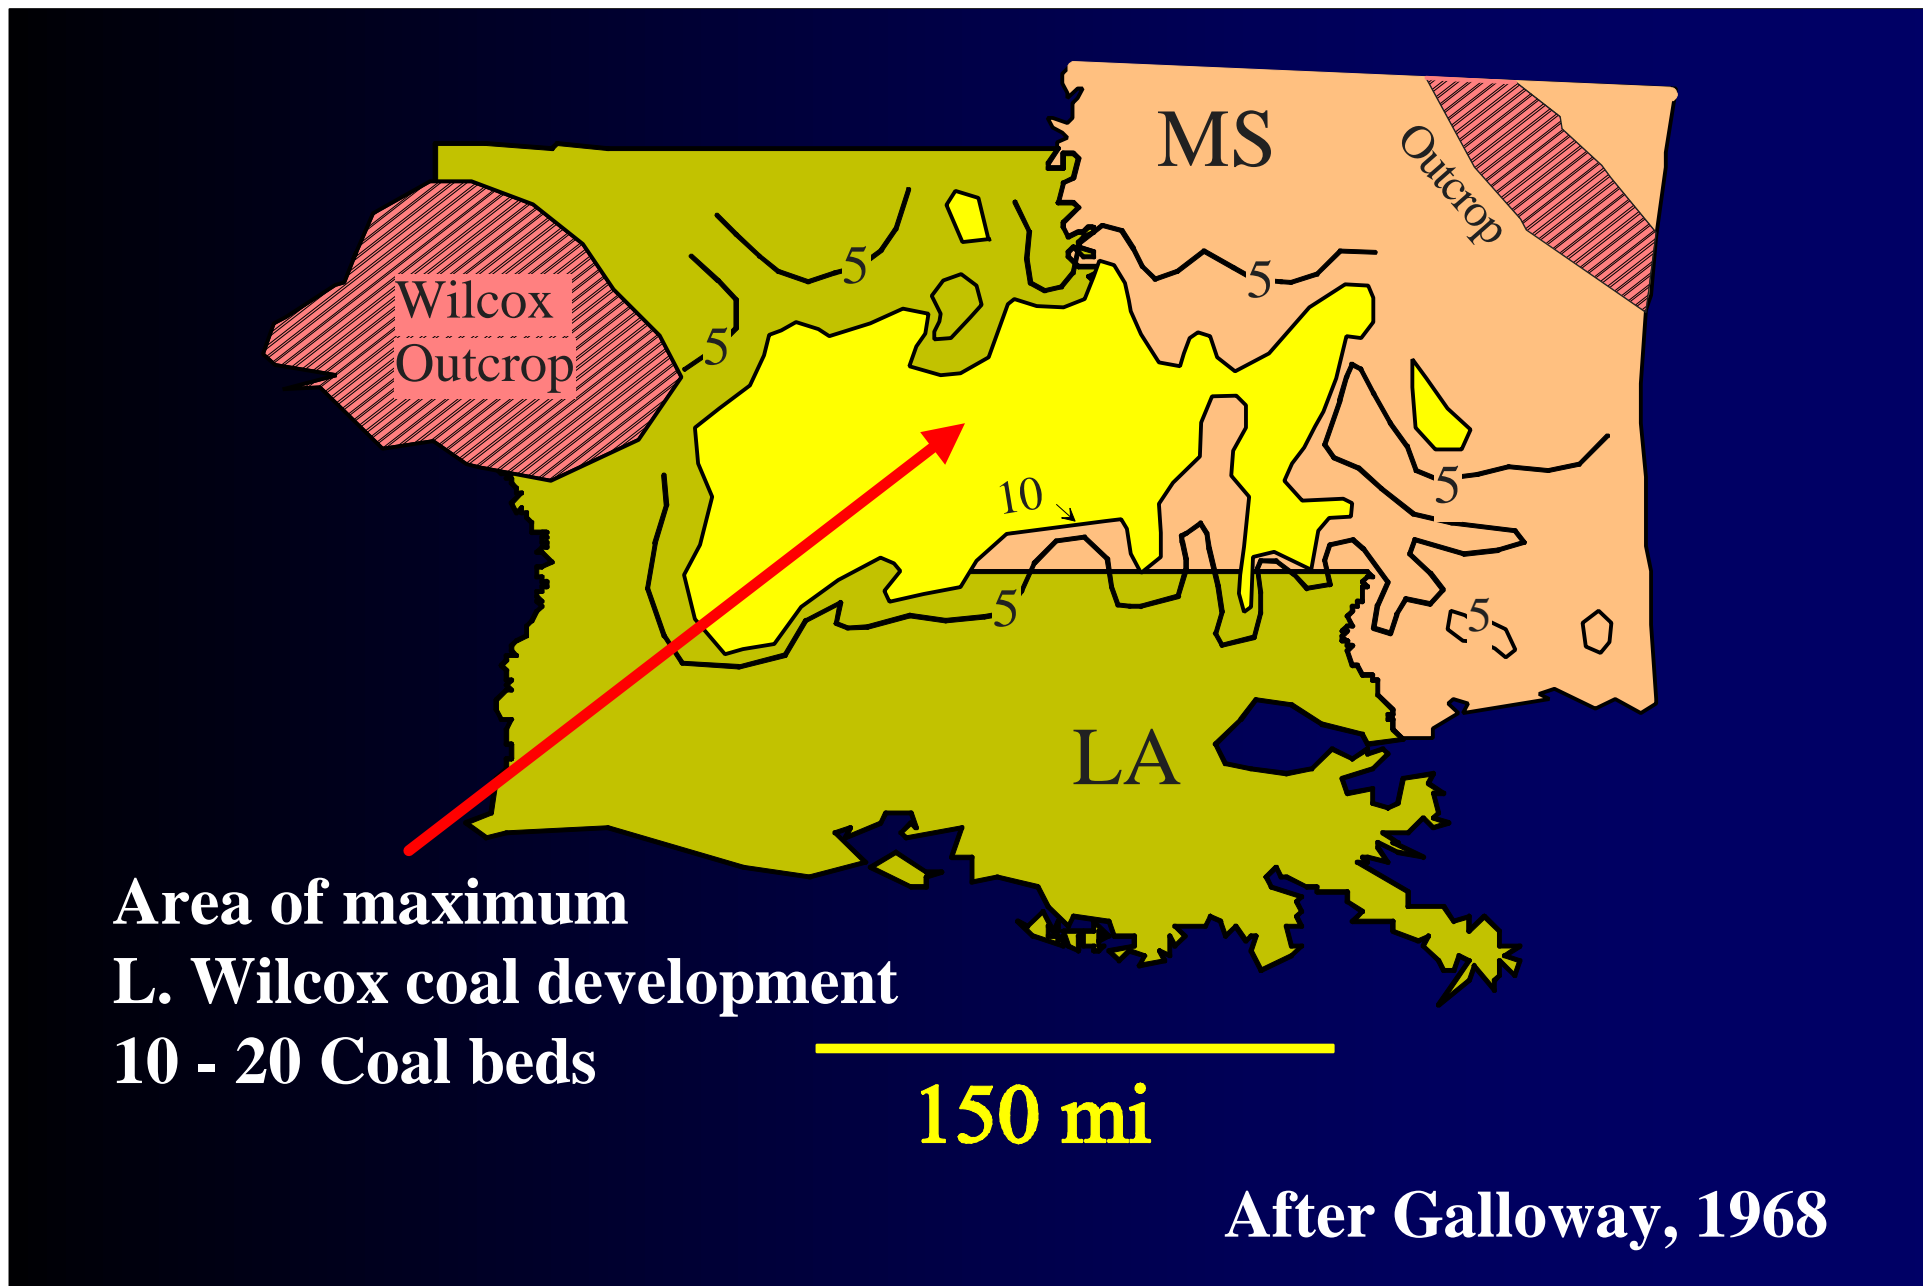 MS
Outcrop
5
5
Wilcox
Outcrop
5
5
10
5
5
LA
Area of maximum
L. Wilcox coal development
10 - 20 Coal beds
150 mi
After Galloway, 1968